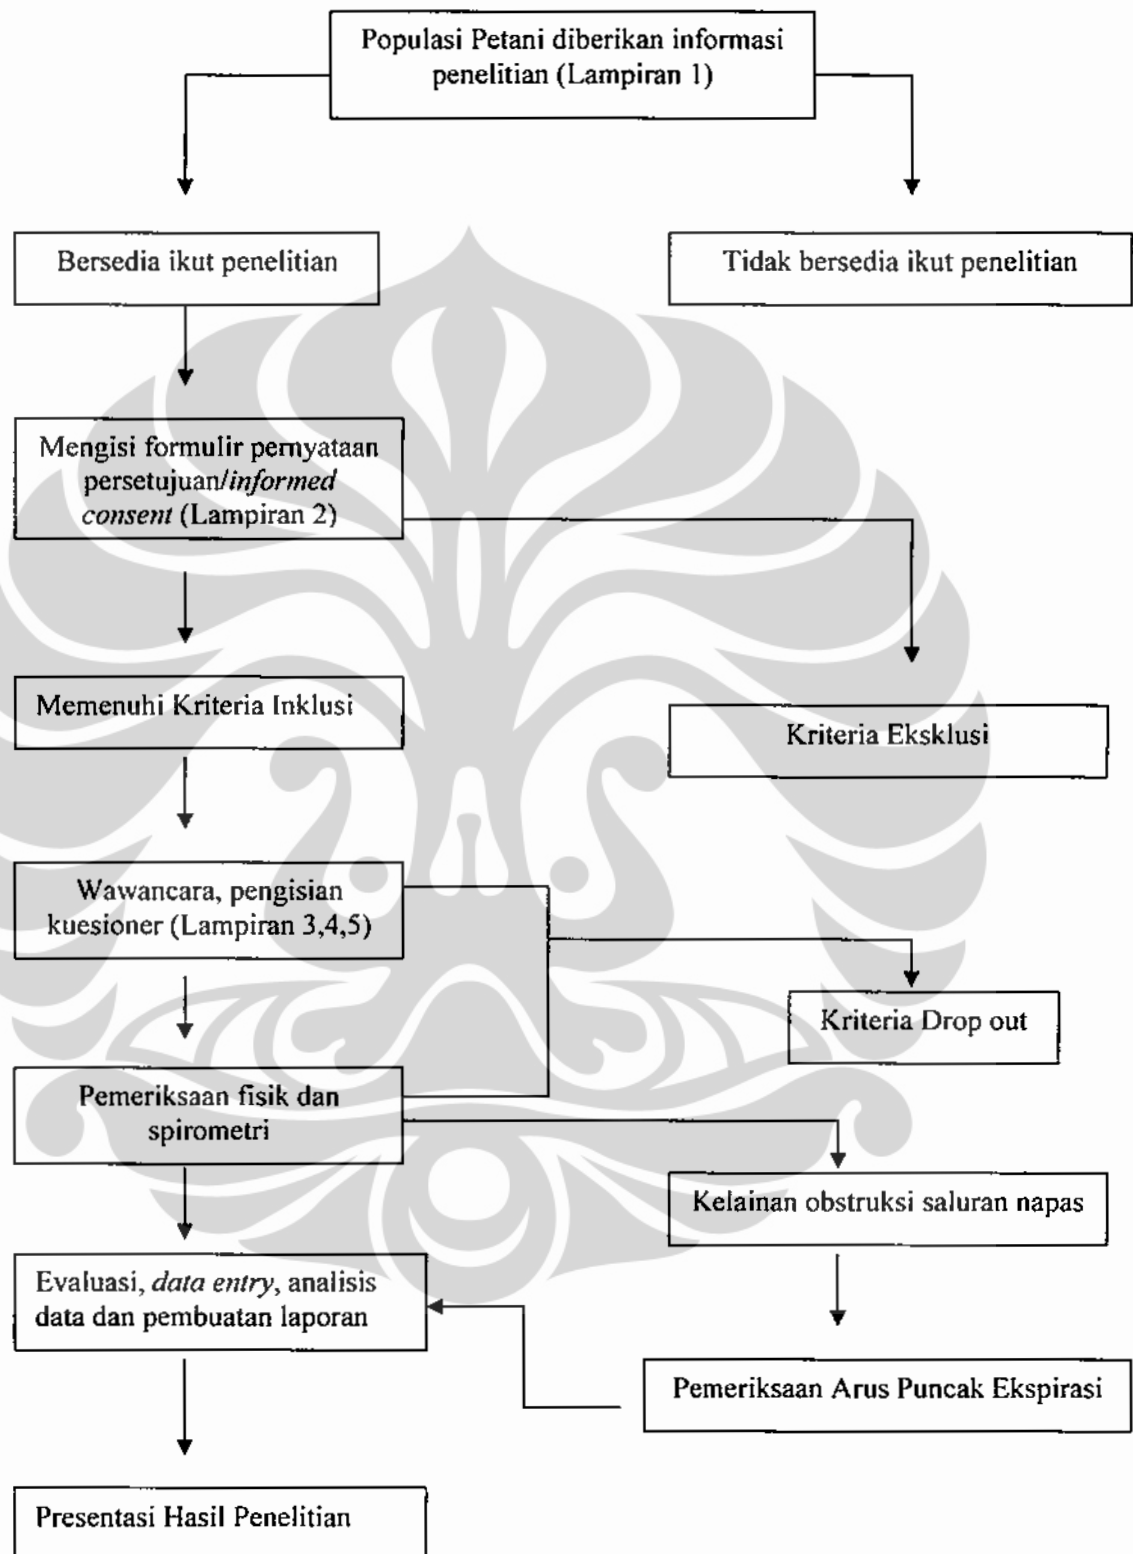 Populasi Petani diberikan informasi
penelitian (Lampiran 1)
Bersedia ikut penelitian
Tidak bersedia ikut penelitian
Mengisi formulir pernyataan
persetujuan/informed
consent (Lampiran 2)
Memenuhi Kriteria Inklusi
Kriteria Eksklusi
Wawancara, pengisian
kuesioner (Lampiran 3,4,5)
Kriteria Drop out
Pemeriksaan fisik dan
spirometri
Kelainan obstruksi saluran napas
Evaluasi, data entry, analisis
data dan pembuatan laporan
Pemeriksaan Arus Puncak Ekspirasi
Presentasi Hasil Penelitian